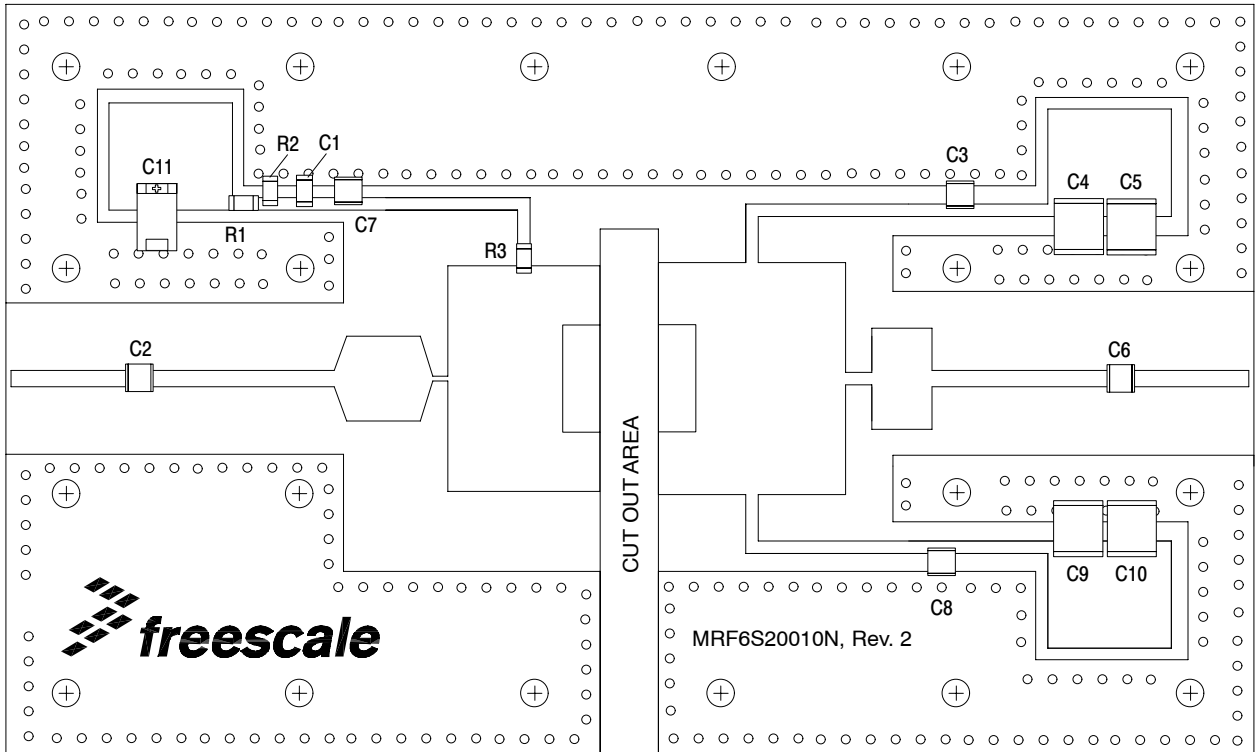 R2
C1
C11
C3
C4
C5
R1
C7
R3
C2
C6
CUT OUT AREA
C9
C10
C8
freescale
MRF6S20010N, Rev. 2